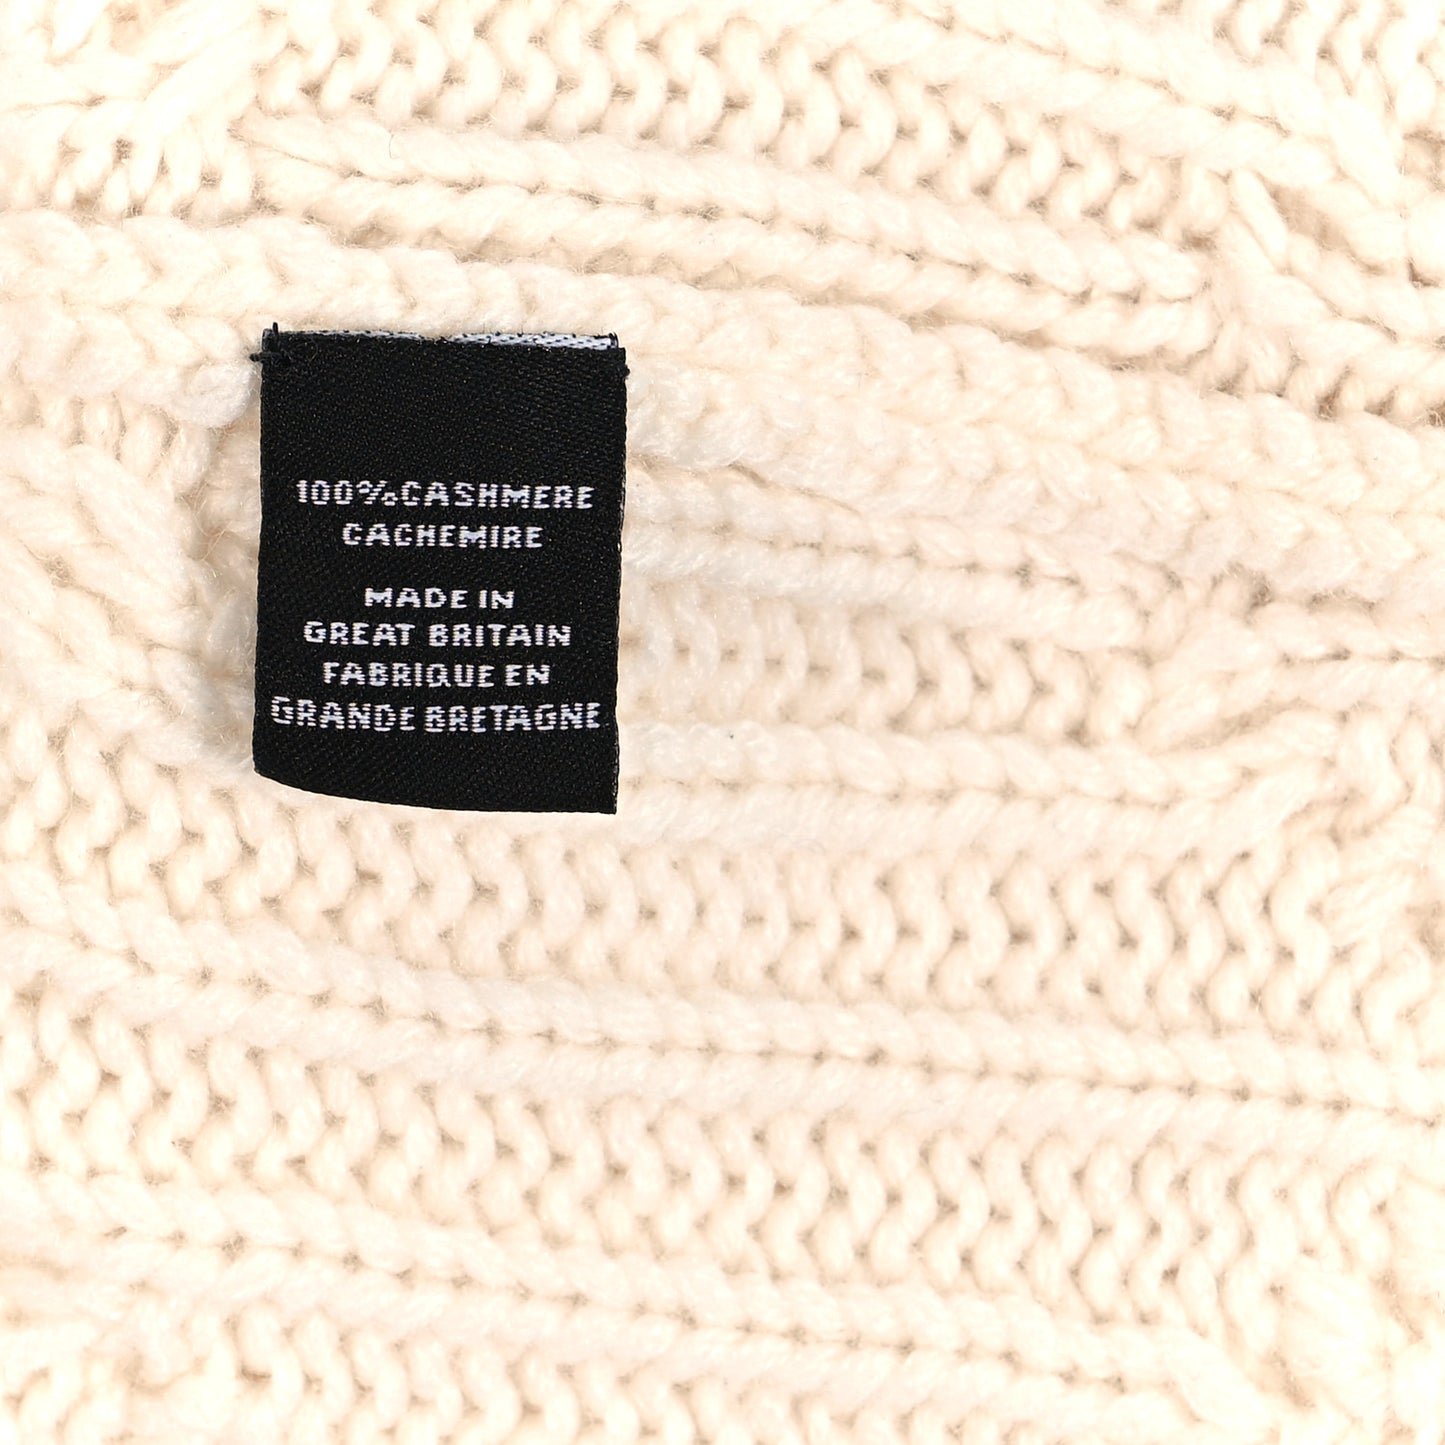 100%CASHMERE
CACHEMIRE
MADE IN
GREAT BRITAIN
FABRIQUE EN
GRANDE BRETAGNE